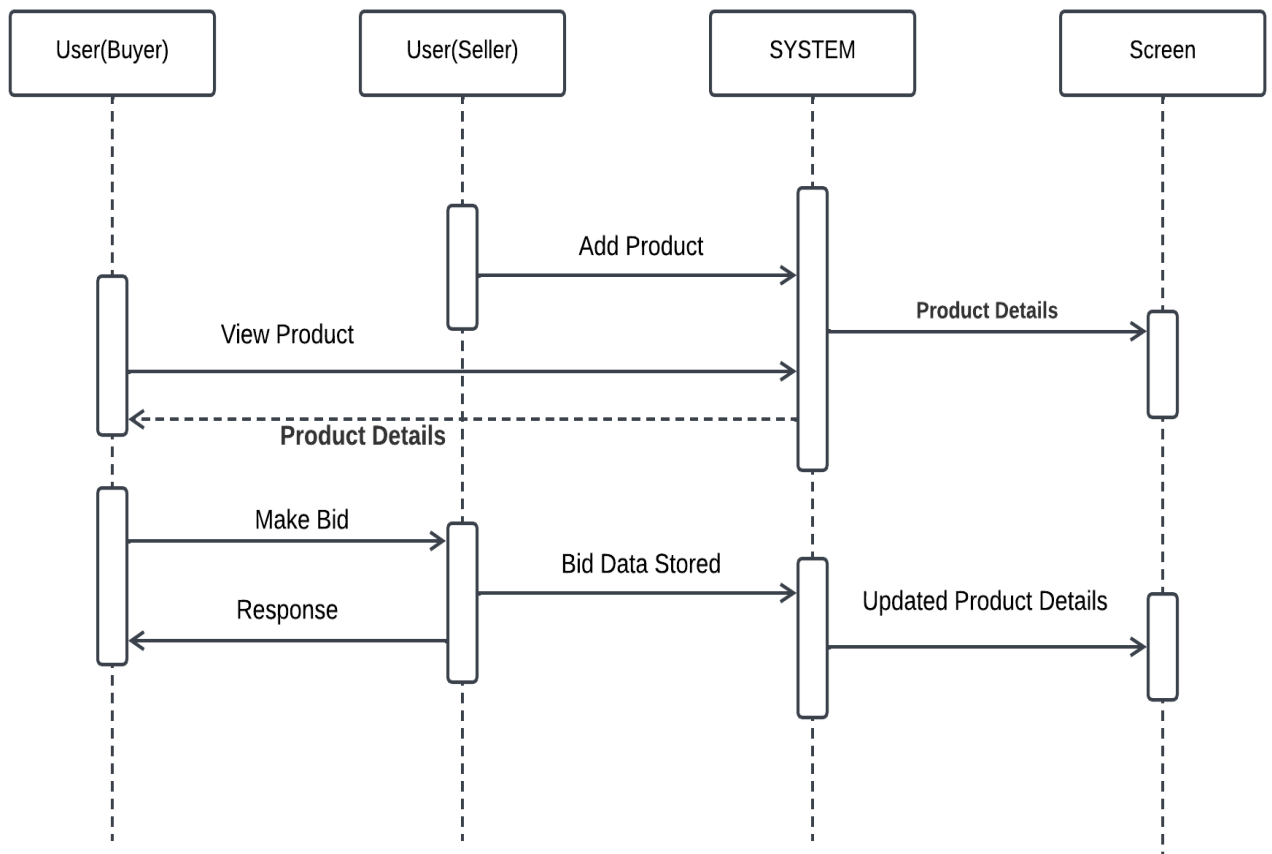 User(Buyer)
User(Seller)
SYSTEM
Screen
Add Product
Product Details
View Product
Product Details
Make Bid
Bid Data Stored
Updated Product Details
Response